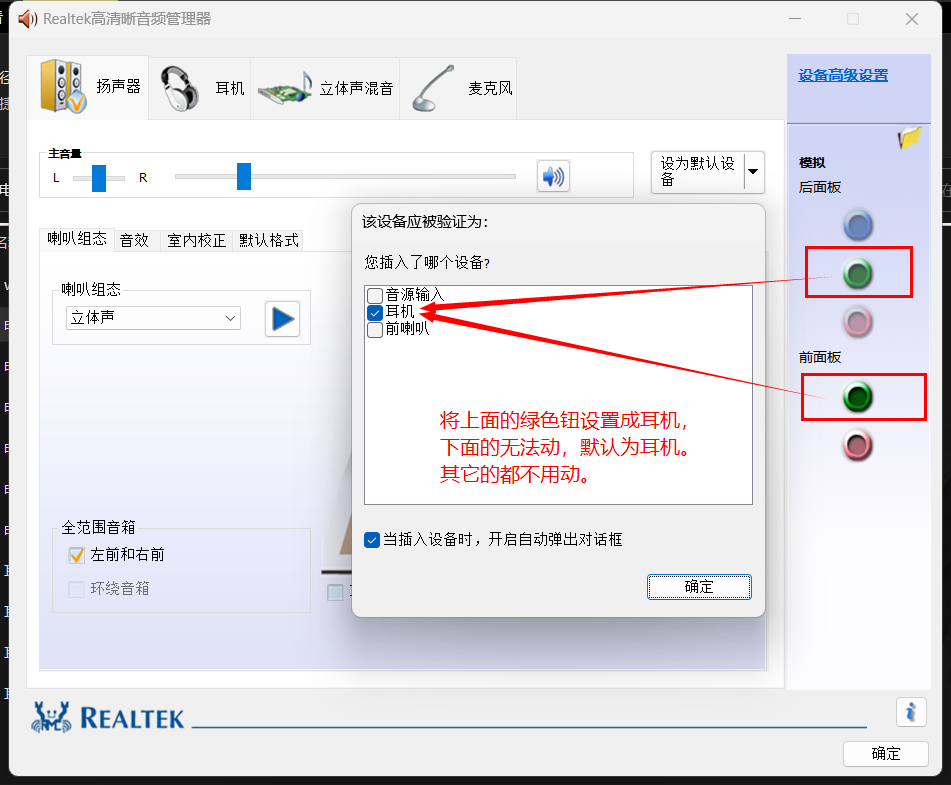 Realtek高清晰音频管理器
扬声器
耳机
立体声混音
麦克风
设备高级设置
主音量
L
R
设为默认设
备
模拟
后面板
前面板
喇叭组态
音效
室内校正
默认格式
喇叭组态
立体声
全范围音箱
左前和右前
环绕音箱
该设备应被验证为:
您插入了哪个设备?
音源输入
耳机
前喇叭
将上面的绿色钮设置成耳机，
下面的无法动，默认为耳机。
其它的都不用动。
当插入设备时，开启自动弹出对话框
确定
REALTEK
确定